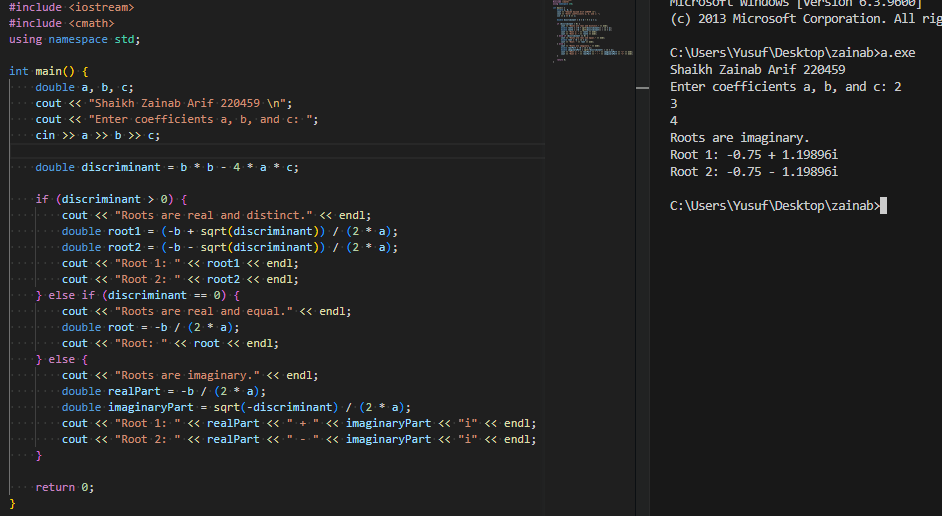 #include <iostream>
#include <cmath>
using namespace std;

int main() {
    double a, b, c;
    cout << "Shaikh Zainab Arif 220459 \n";
    cout << "Enter coefficients a, b, and c: ";
    cin >> a >> b >> c;

    double discriminant = b * b - 4 * a * c;

    if (discriminant > 0) {
        cout << "Roots are real and distinct." << endl;
        double root1 = (-b + sqrt(discriminant)) / (2 * a);
        double root2 = (-b - sqrt(discriminant)) / (2 * a);
        cout << "Root 1: " << root1 << endl;
        cout << "Root 2: " << root2 << endl;
    } else if (discriminant == 0) {
        cout << "Roots are real and equal." << endl;
        double root = -b / (2 * a);
        cout << "Root: " << root << endl;
    } else {
        cout << "Roots are imaginary." << endl;
        double realPart = -b / (2 * a);
        double imaginaryPart = sqrt(-discriminant) / (2 * a);
        cout << "Root 1: " << realPart << " + " << imaginaryPart << "i" << endl;
        cout << "Root 2: " << realPart << " - " << imaginaryPart << "i" << endl;
    }

    return 0;
}
Microsoft Windows [Version 6.3.9600]
(c) 2013 Microsoft Corporation. All

C:\Users\Yusuf\Desktop\zainab>a.exe
Shaikh Zainab Arif 220459
Enter coefficients a, b, and c: 2
3
4
Roots are imaginary.
Root 1: -0.75 + 1.19896i
Root 2: -0.75 - 1.19896i

C:\Users\Yusuf\Desktop\zainab>